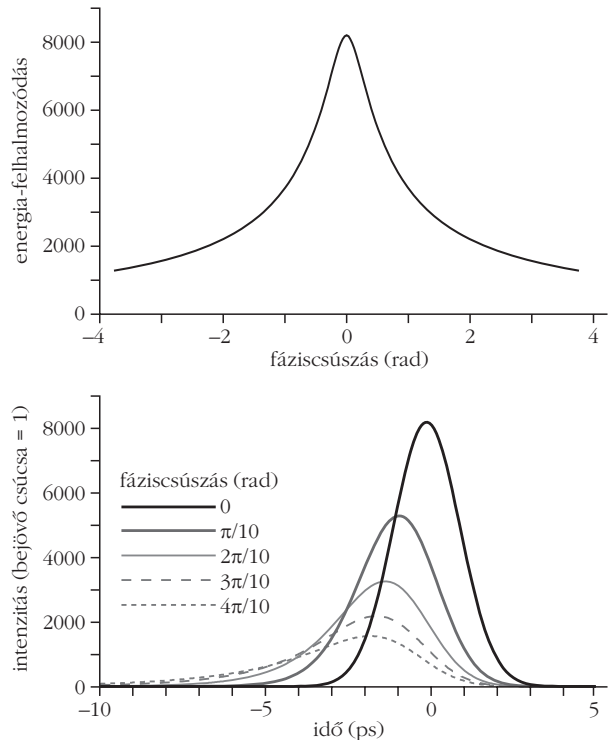 8000
6000
4000
2000
0
energia-felhalmozódás
–4
–2
0
2
4
fáziscsúszás (rad)
8000
6000
4000
2000
0
intenzitás (bejövő csúcsa = 1)
fáziscsúszás (rad)
0
π/10
2π/10
3π/10
4π/10
–10
–5
0
5
idő (ps)